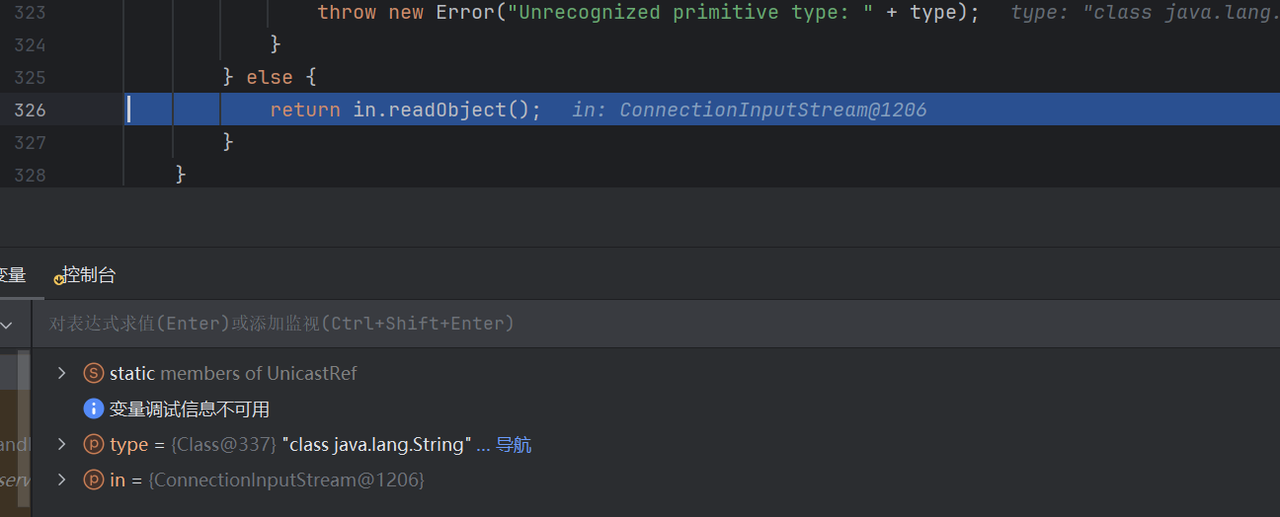 323 throw new Error("Unrecognized primitive type: " + type); type: "class java.lang.
324 }
325 } else {
326 return in.readObject(); in: ConnectionInputStream@1206
327 }
328 }
变量 控制台
对表达式求值(Enter)或添加监视(Ctrl+Shift+Enter)
S static members of UnicastRef
变量调试信息不可用
andl p type = {Class@337} "class java.lang.String" ... 导航
serv p in = {ConnectionInputStream@1206}